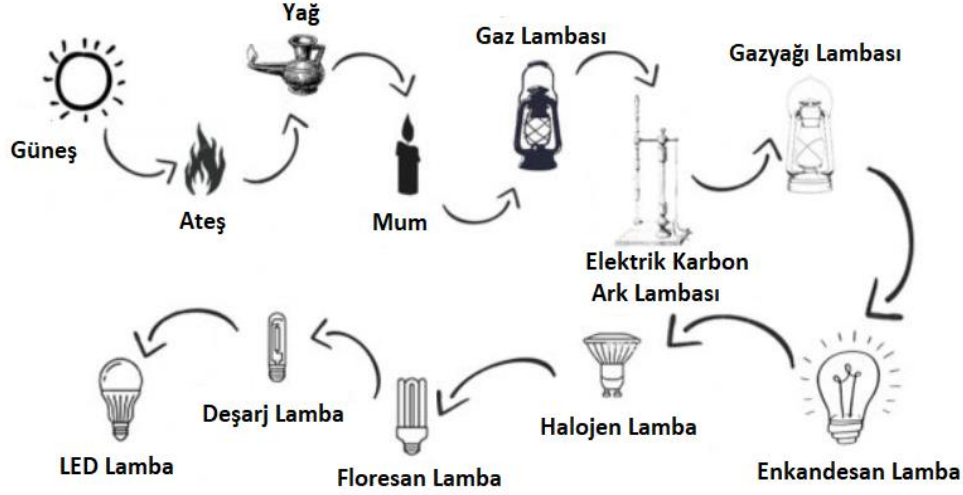 Güneş
Ateş
Yağ
Mum
Gaz Lambası
Elektrik Karbon
Ark Lambası
Gazyağı Lambası
Enkandesan Lamba
Halojen Lamba
Floresan Lamba
Deşarj Lamba
LED Lamba